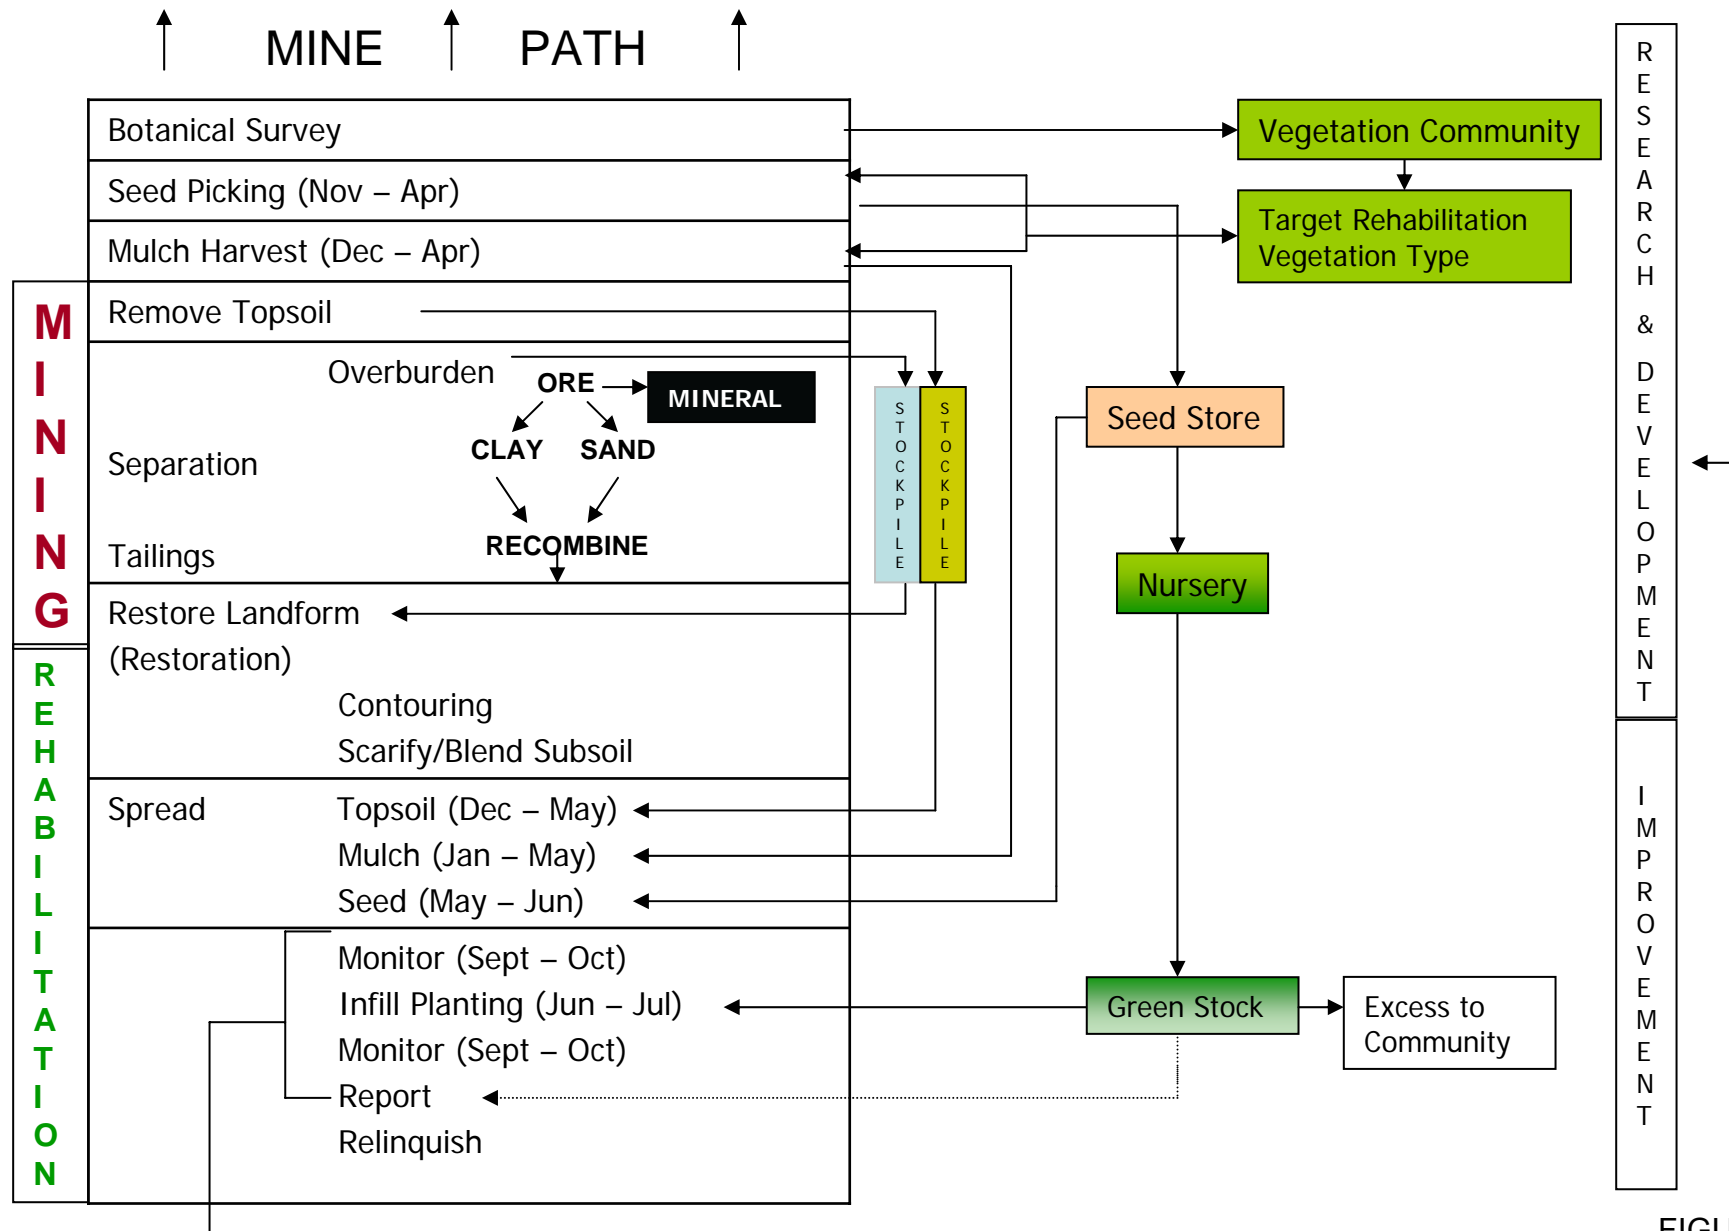 MINE PATH
Botanical Survey
Seed Picking (Nov – Apr)
Mulch Harvest (Dec – Apr)
Remove Topsoil
Overburden
ORE
MINERAL
CLAY SAND
Separation
RECOMBINE
Tailings
Restore Landform
(Restoration)
Contouring
Scarify/Blend Subsoil
Spread
Topsoil (Dec – May)
Mulch (Jan – May)
Seed (May – Jun)
Monitor (Sept – Oct)
Infill Planting (Jun – Jul)
Monitor (Sept – Oct)
Report
Relinquish
MINING
REHABILITATION
STOCKPILE
STOCKPILE
Vegetation Community
Target Rehabilitation
Vegetation Type
Seed Store
Nursery
Green Stock
Excess to
Community
RESEARCH & DEVELOPMENT
IMPROVEMENT